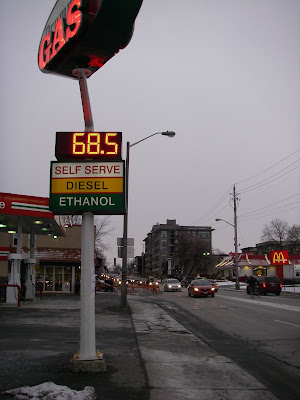 GAS
68.5
SELF SERVE
DIESEL
ETHANOL
M